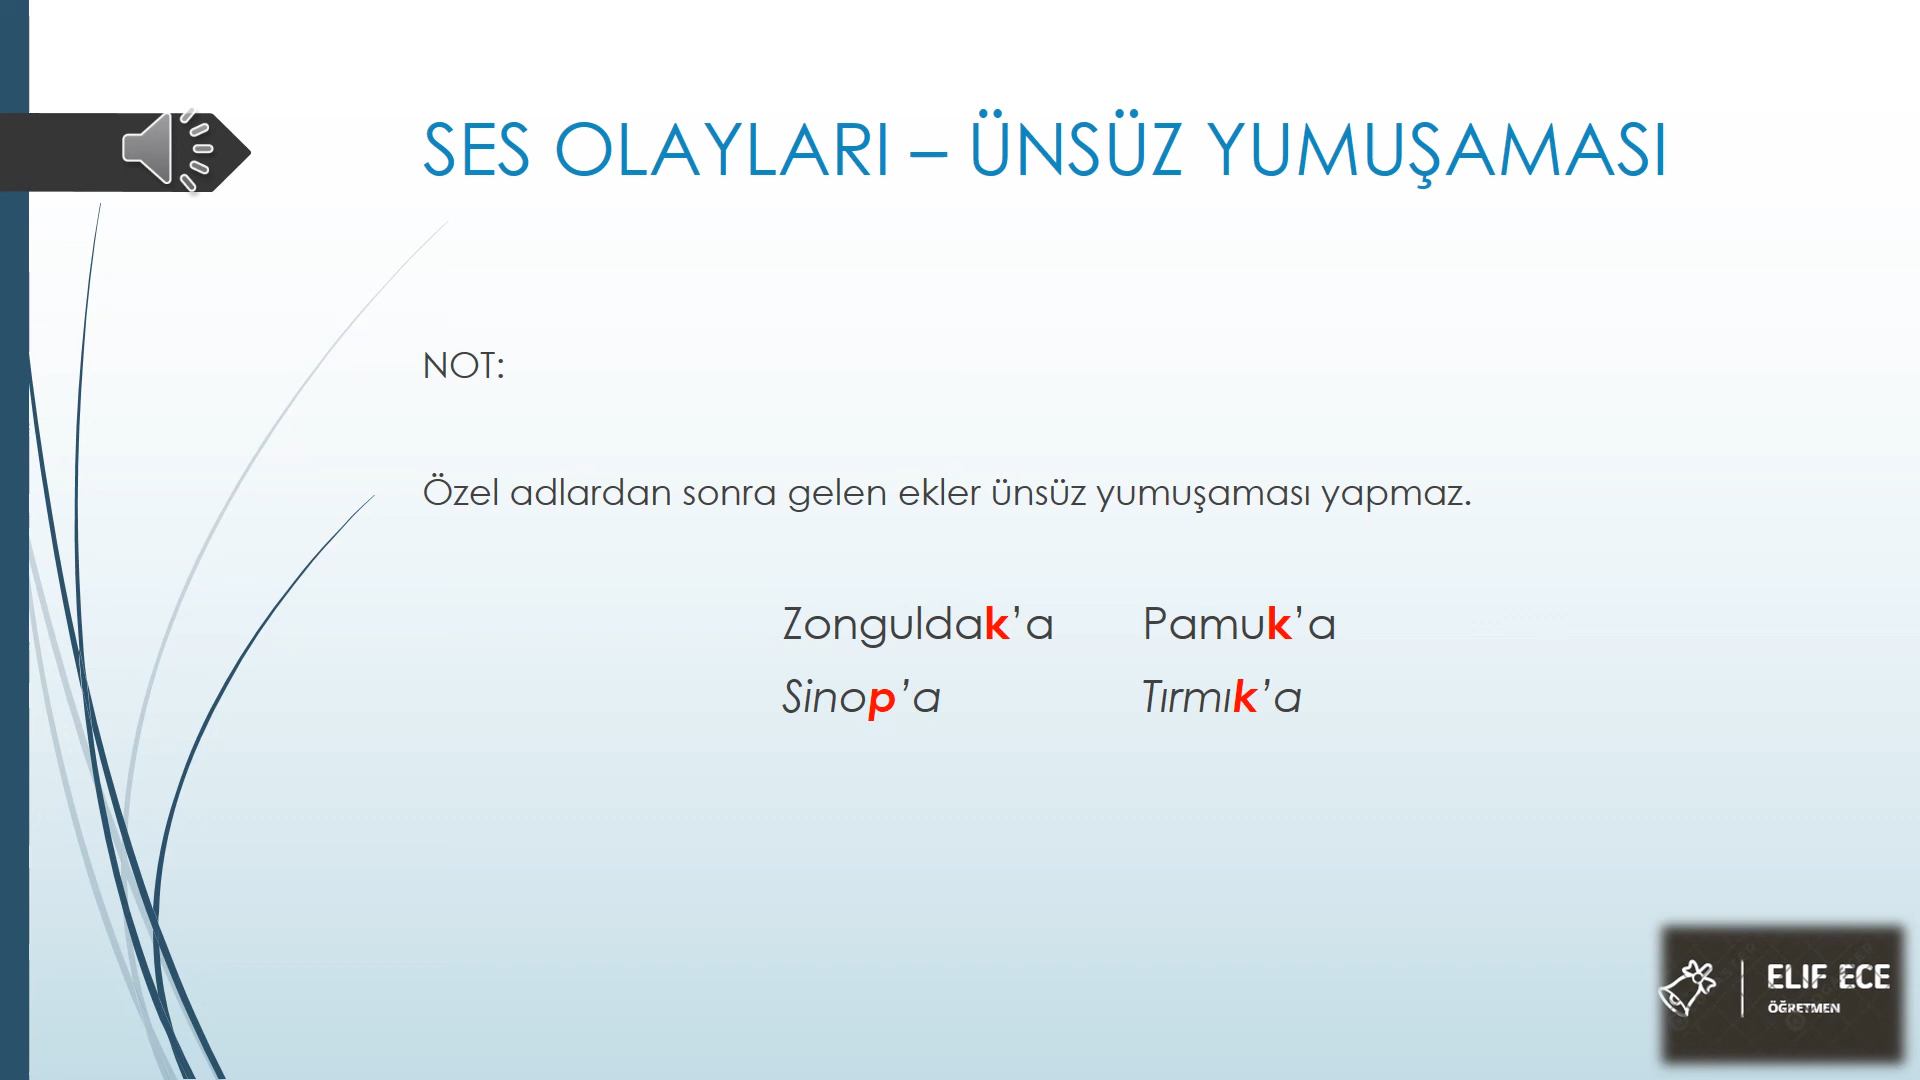 SES OLAYLARI – ÜNSÜZ YUMUŞAMASI
NOT:
Özel adlardan sonra gelen ekler ünsüz yumuşaması yapmaz.
Zonguldak’a Pamuk’a
Sinop’a Tırmık’a
ELIF ECE
ÖĞRETMEN